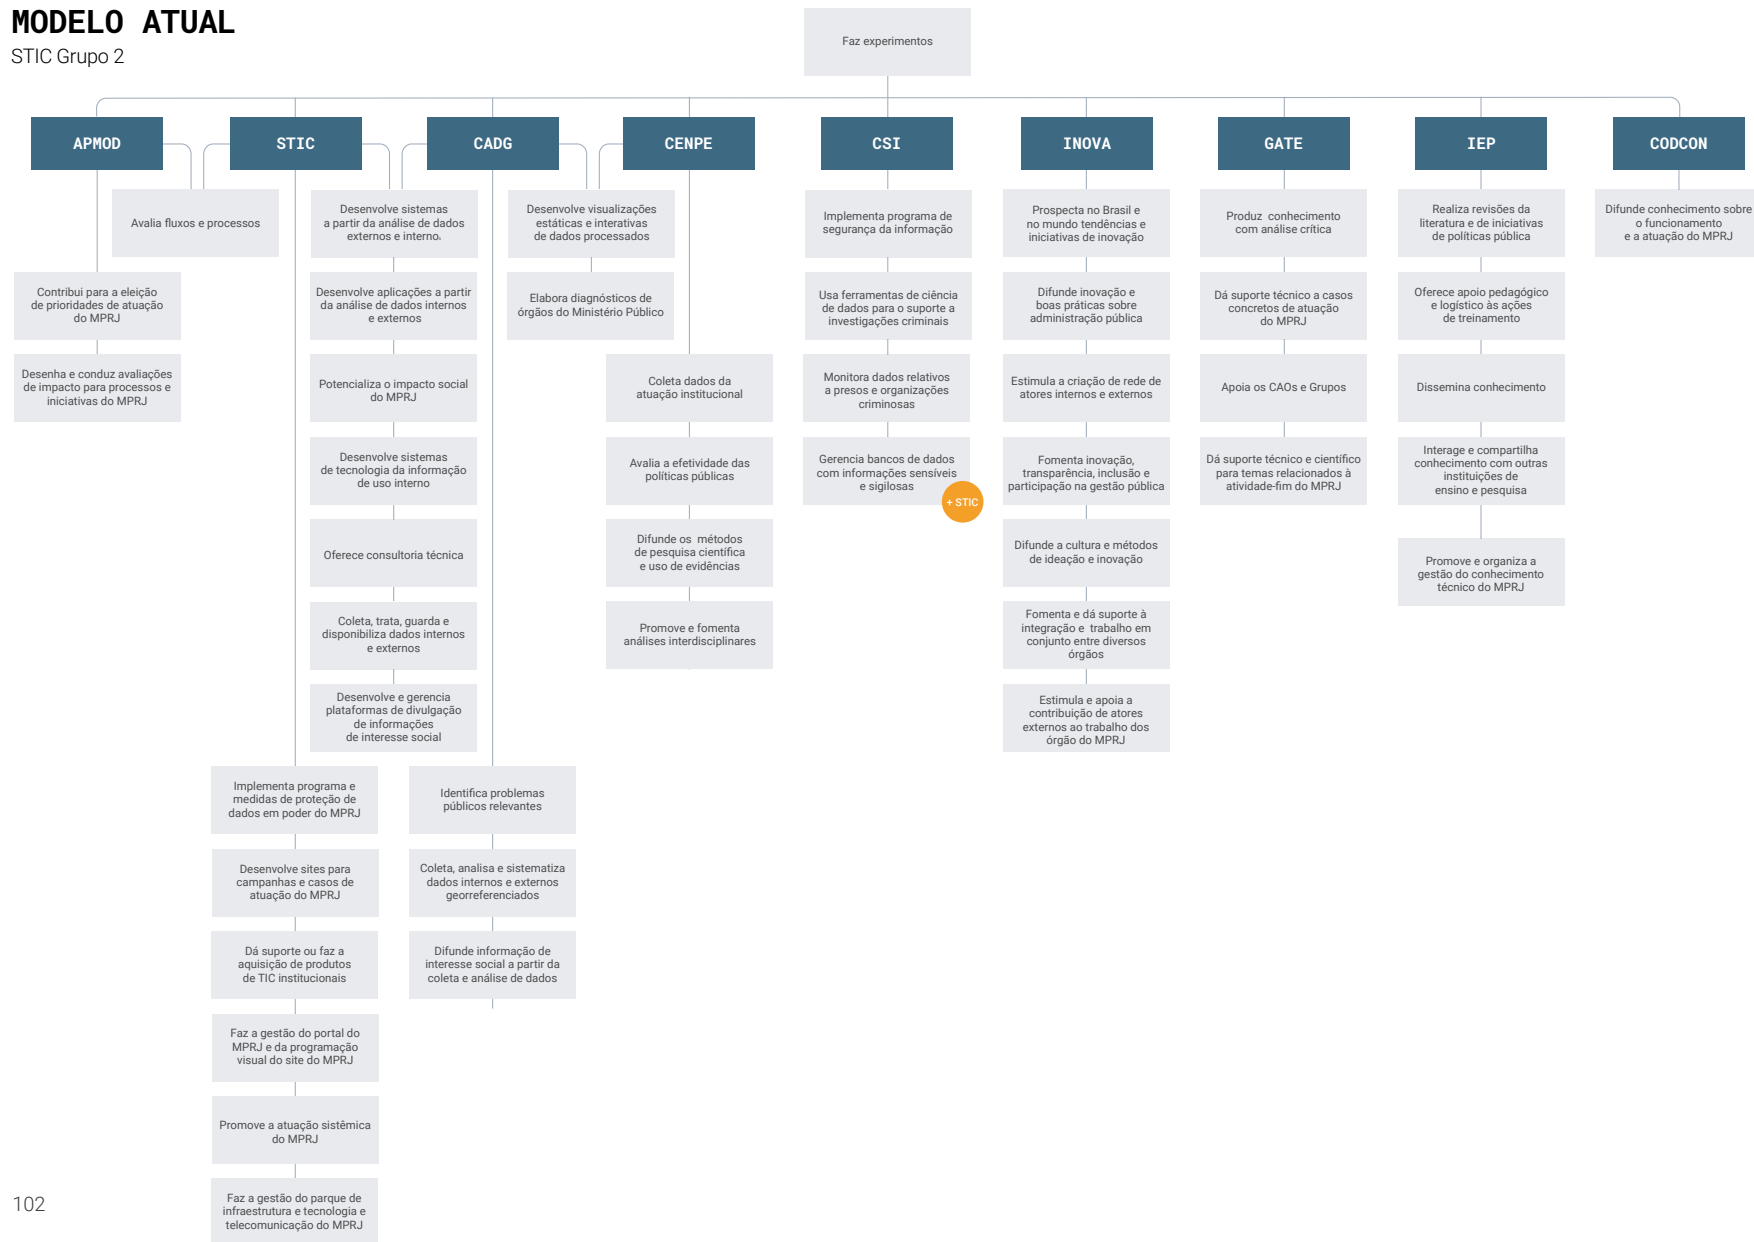 MODELO ATUAL
STIC Grupo 2
Faz experimentos
APMOD
STIC
CADG
CENPE
CSI
INOVA
GATE
IEP
CODCON
Avalia fluxos e processos
Contribui para a eleição
de prioridades de atuação
do MPRJ
Desenha e conduz avaliações
de impacto para processos e
iniciativas do MPRJ
Desenvolve sistemas
a partir da análise de dados
externos e interno.
Desenvolve aplicações a partir
da análise de dados internos
e externos
Potencializa o impacto social
do MPRJ
Desenvolve sistemas
de tecnologia da informação
de uso interno
Oferece consultoria técnica
Coleta, trata, guarda e
disponibiliza dados internos
e externos
Desenvolve e gerencia
plataformas de divulgação
de informações
de interesse social
Implementa programa e
medidas de proteção de
dados em poder do MPRJ
Desenvolve sites para
campanhas e casos de
atuação do MPRJ
Dá suporte ou faz a
aquisição de produtos
de TIC institucionais
Faz a gestão do portal do
MPRJ e da programação
visual do site do MPRJ
Promove a atuação sistêmica
do MPRJ
Faz a gestão do parque de
infraestrutura e tecnologia e
telecomunicação do MPRJ
Desenvolve visualizações
estáticas e interativas
de dados processados
Elabora diagnósticos de
órgãos do Ministério Público
Identifica problemas
públicos relevantes
Coleta, analisa e sistematiza
dados internos e externos
georreferenciados
Difunde informação de
interesse social a partir da
coleta e análise de dados
Coleta dados da
atuação institucional
Avalia a efetividade das
políticas públicas
Difunde os métodos
de pesquisa científica
e uso de evidências
Promove e fomenta
análises interdisciplinares
Implementa programa de
segurança da informação
Usa ferramentas de ciência
de dados para o suporte a
investigações criminais
Monitora dados relativos
a presos e organizações
criminosas
Gerencia bancos de dados
com informações sensíveis
e sigilosas
+ STIC
Prospecta no Brasil e
no mundo tendências e
iniciativas de inovação
Difunde inovação e
boas práticas sobre
administração pública
Estimula a criação de rede de
atores internos e externos
Fomenta inovação,
transparência, inclusão e
participação na gestão pública
Difunde a cultura e métodos
de ideação e inovação
Fomenta e dá suporte à
integração e trabalho em
conjunto entre diversos
órgãos
Estimula e apoia a
contribuição de atores
externos ao trabalho dos
órgão do MPRJ
Produz conhecimento
com análise crítica
Dá suporte técnico a casos
concretos de atuação
do MPRJ
Apoia os CAOs e Grupos
Dá suporte técnico e científico
para temas relacionados à
atividade-fim do MPRJ
Realiza revisões da
literatura e de iniciativas
de políticas pública
Oferece apoio pedagógico
e logístico às ações
de treinamento
Dissemina conhecimento
Interage e compartilha
conhecimento com outras
instituições de
ensino e pesquisa
Promove e organiza a
gestão do conhecimento
técnico do MPRJ
Difunde conhecimento sobre
o funcionamento
e a atuação do MPRJ
102